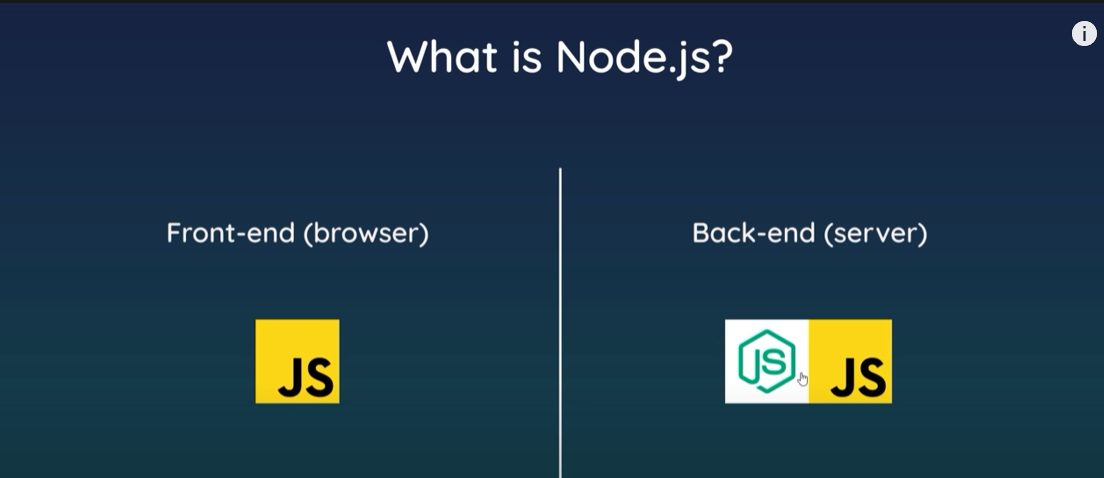 What is Node.js?
i
Front-end (browser)
Back-end (server)
JS
JS
JS